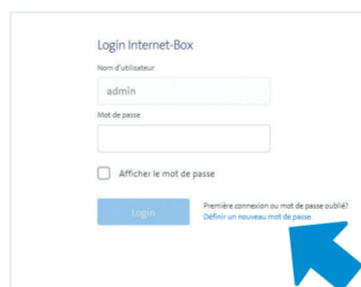 Login Internet-Box
Nom d'utilisateur
admin
Mot de passe
Afficher le mot de passe
Login
Première connexion ou mot de passe oublié?
Définir un nouveau mot de passe